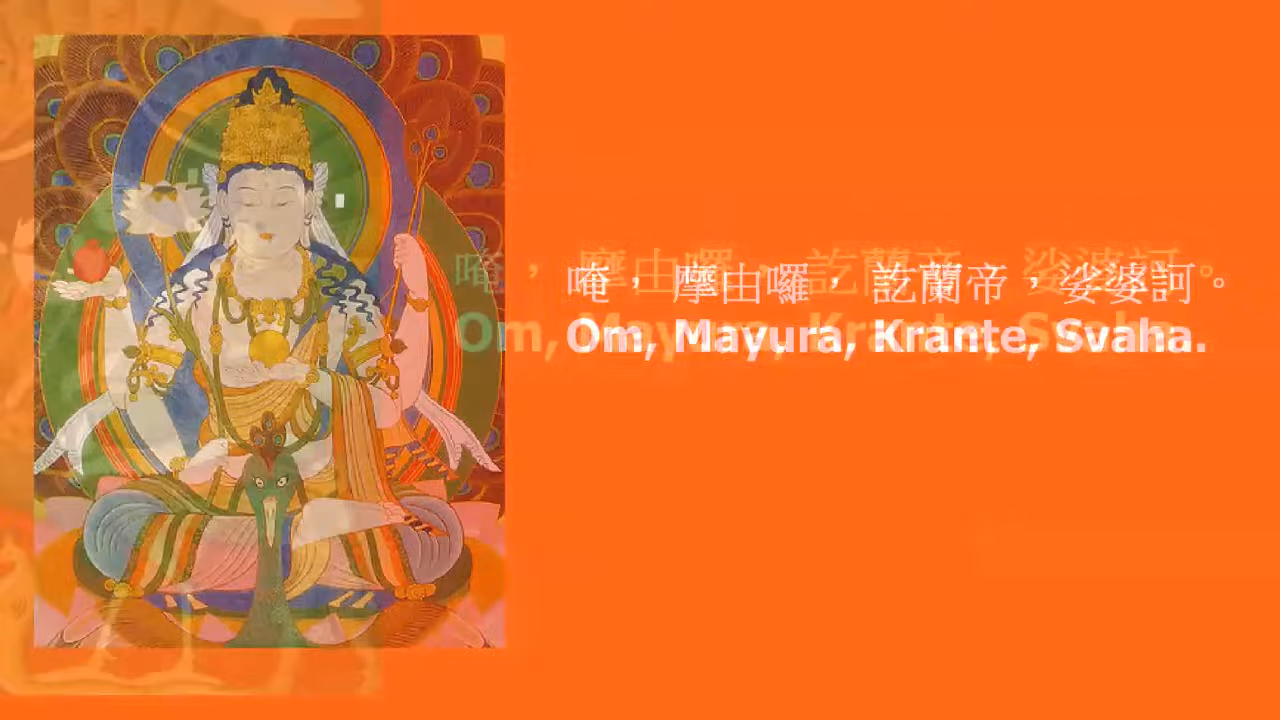 唵， 摩由囉， 訖蘭帝，娑婆訶。
Om, Mayura, Krante, Svaha.